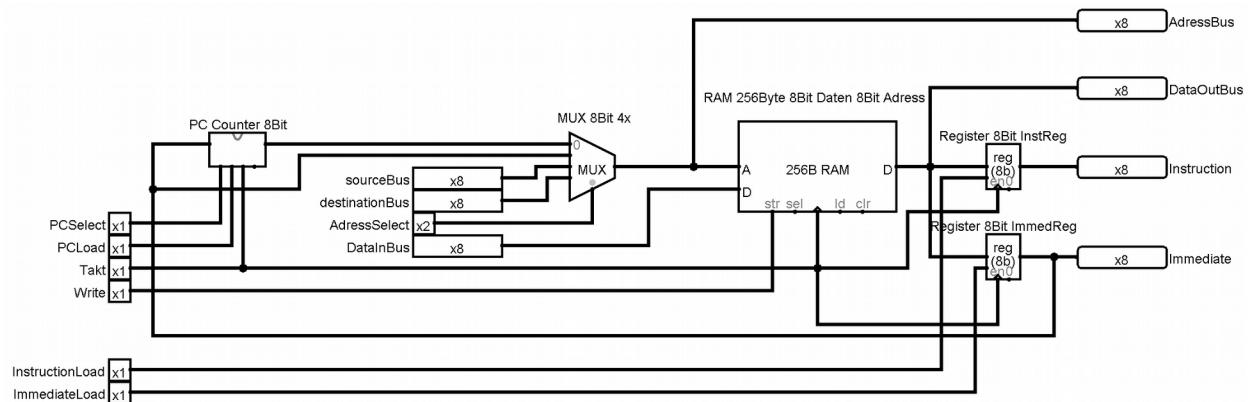 x8 AdressBus
x8 DataOutBus
RAM 256Byte 8Bit Daten 8Bit Adress
MUX 8Bit 4x
PC Counter 8Bit
Register 8Bit InstReg
0
MUX
sourceBus x8
destinationBus x8
AdressSelect x2
DataInBus x8
A
D
256B RAM
D
str sel ld clr
reg
(8b)
en0
x8 Instruction
Register 8Bit ImmedReg
reg
(8b)
en0
x8 Immediate
PCSelect x1
PCLoad x1
Takt x1
Write x1
InstructionLoad x1
ImmediateLoad x1